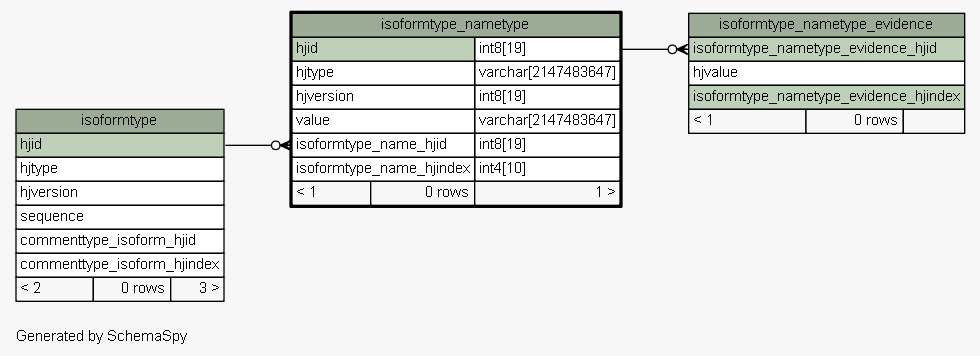 isoformtype
hjid
hjtype
hjversion
sequence
commenttype_isoform_hjid
commenttype_isoform_hjindex
< 2 0 rows 3 >
isoformtype_nametype
hjid int8[19]
hjtype varchar[2147483647]
hjversion int8[19]
value varchar[2147483647]
isoformtype_name_hjid int8[19]
isoformtype_name_hjindex int4[10]
< 1 0 rows 1 >
isoformtype_nametype_evidence
isoformtype_nametype_evidence_hjid
hjvalue
isoformtype_nametype_evidence_hjindex
< 1 0 rows
Generated by SchemaSpy